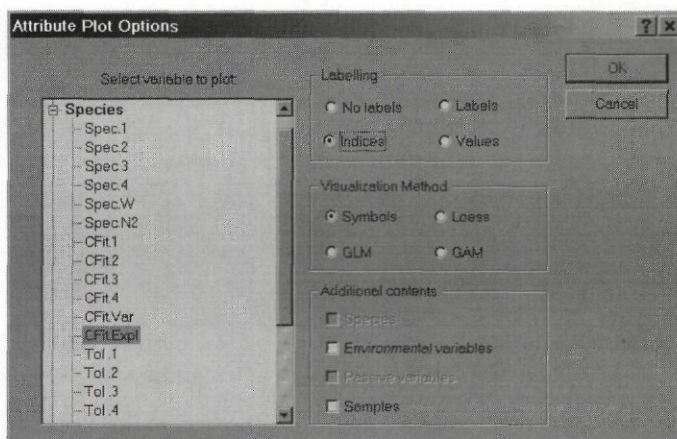 Attribute Plot Options
Select variable to plot:
Species
Spec.1
Spec.2
Spec.3
Spec.4
Spec.W
Spec.N2
CFit.1
CFit.2
CFit.3
CFit.4
CFit.Var
CFit.Expl
Tol.1
Tol.2
Tol.3
Tol.4
Labelling
No labels
Labels
Indices
Values
Visualization Method
Symbols
Loess
GLM
GAM
Additional contents
Species
Environmental variables
Passive variables
Samples
OK
Cancel